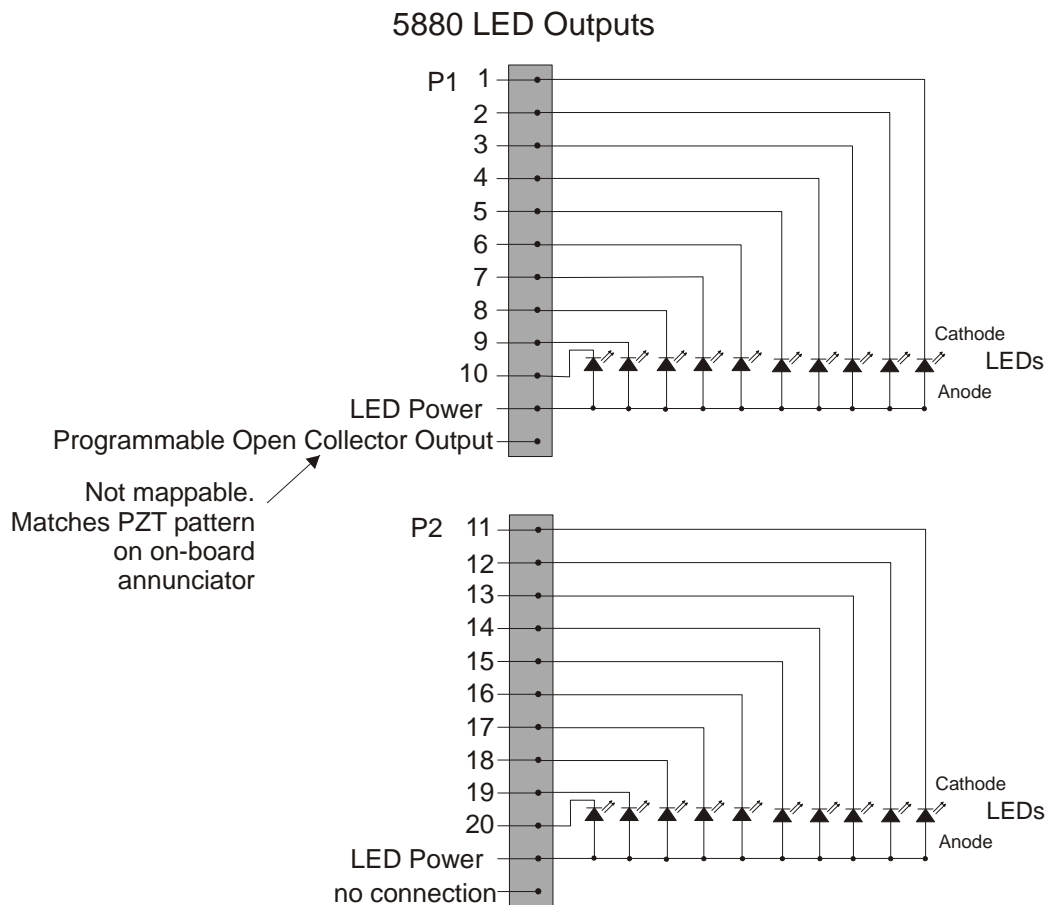 5880 LED Outputs
P1 1
2
3
4
5
6
7
8
9
10
LED Power
Programmable Open Collector Output
Cathode
LEDs
Anode
Not mappable.
Matches PZT pattern
on on-board
annunciator
P2 11
12
13
14
15
16
17
18
19
20
LED Power
no connection
Cathode
LEDs
Anode